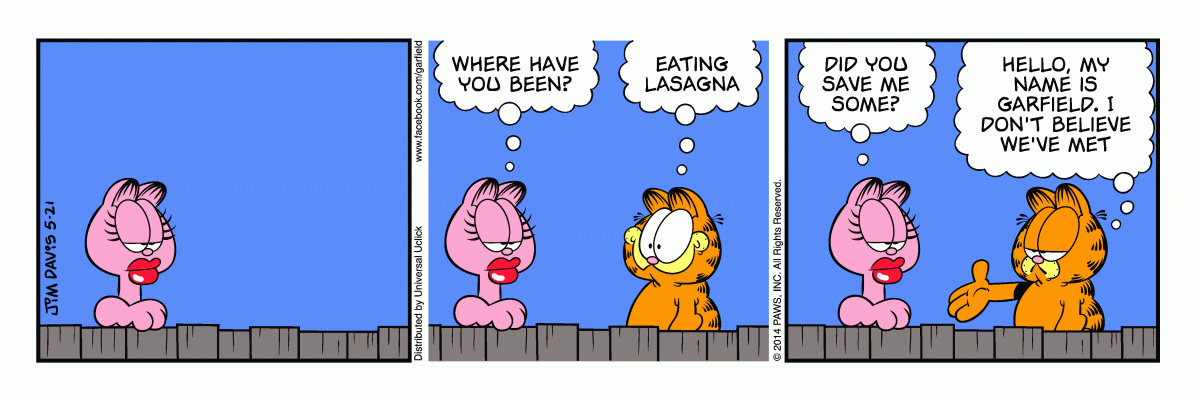 JIM DAVIS 5-21
www.facebook.com/garfield
Distributed by Universal Uclick
WHERE HAVE
YOU BEEN?
EATING
LASAGNA
© 2014 PAWS, INC. All Rights Reserved.
DID YOU
SAVE ME
SOME?
HELLO, MY
NAME IS
GARFIELD. I
DON'T BELIEVE
WE'VE MET